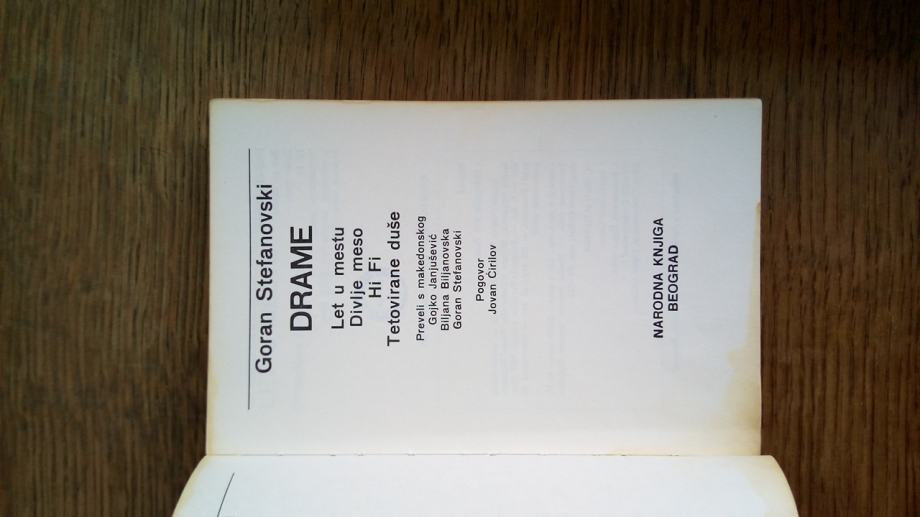 Goran Stefanovski
DRAME
Let u mestu
Divlje meso
Hi Fi
Tetovirane duše
Preveli s makedonskog
Gojko Janjušević
Biljana Biljanovska
Goran Stefanovski
Pogovor
Jovan Ćirilov
NARODNA KNJIGA
BEOGRAD